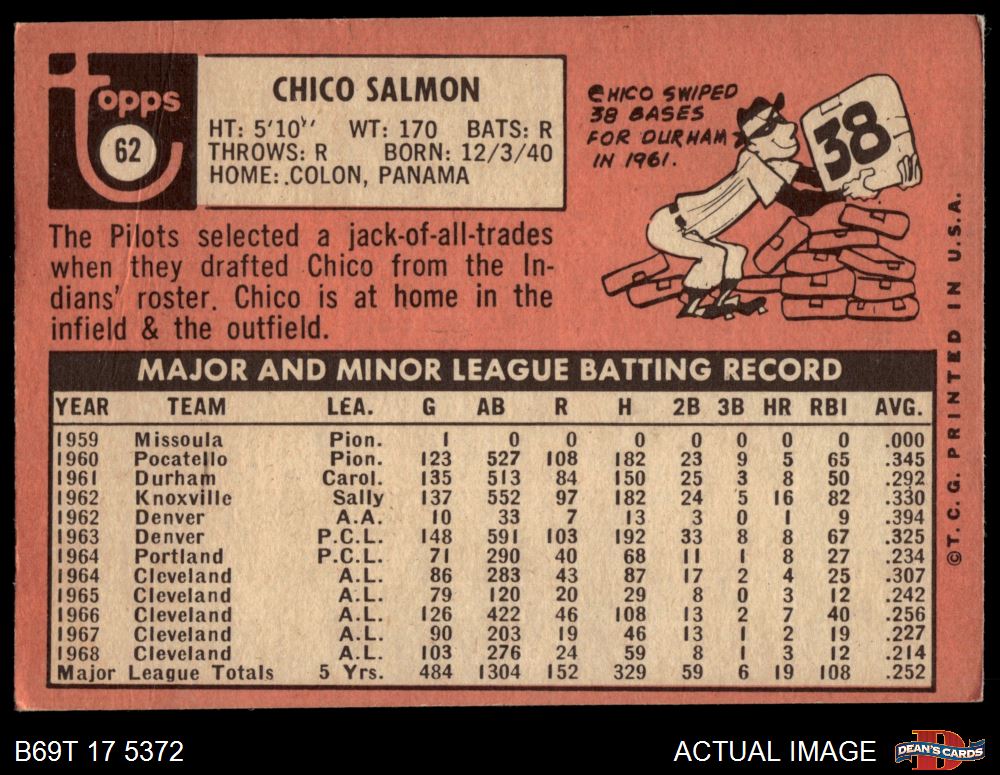 topps
62
CHICO SALMON
HT: 5'10" WT: 170 BATS: R
THROWS: R BORN: 12/3/40
HOME: COLON, PANAMA
CHICO SWIPED
38 BASES
FOR DURHAM
IN 1961.
38
The Pilots selected a jack-of-all-trades
when they drafted Chico from the In-
dians' roster. Chico is at home in the
infield & the outfield.
MAJOR AND MINOR LEAGUE BATTING RECORD
YEAR TEAM LEA. G AB R H 2B 3B HR RBI AVG.
1959 Missoula Pion. 1 0 0 0 0 0 0 0 .000
1960 Pocatello Pion. 123 527 108 182 23 9 5 65 .345
1961 Durham Carol. 135 513 84 150 25 3 8 50 .292
1962 Knoxville Sally 137 552 97 182 24 5 16 82 .330
1962 Denver A.A. 10 33 7 13 3 0 1 9 .394
1963 Denver P.C.L. 148 591 103 192 33 8 8 67 .325
1964 Portland P.C.L. 71 290 40 68 11 1 8 27 .234
1964 Cleveland A.L. 86 283 43 87 17 2 4 25 .307
1965 Cleveland A.L. 79 120 20 29 8 0 3 12 .242
1966 Cleveland A.L. 126 422 46 108 13 2 7 40 .256
1967 Cleveland A.L. 90 203 19 46 13 1 2 19 .227
1968 Cleveland A.L. 103 276 24 59 8 1 3 12 .214
Major League Totals 5 Yrs. 484 1304 152 329 59 6 19 108 .252
©T.C.G. PRINTED IN U.S.A.
B69T 17 5372
ACTUAL IMAGE
D
DEAN'S CARDS